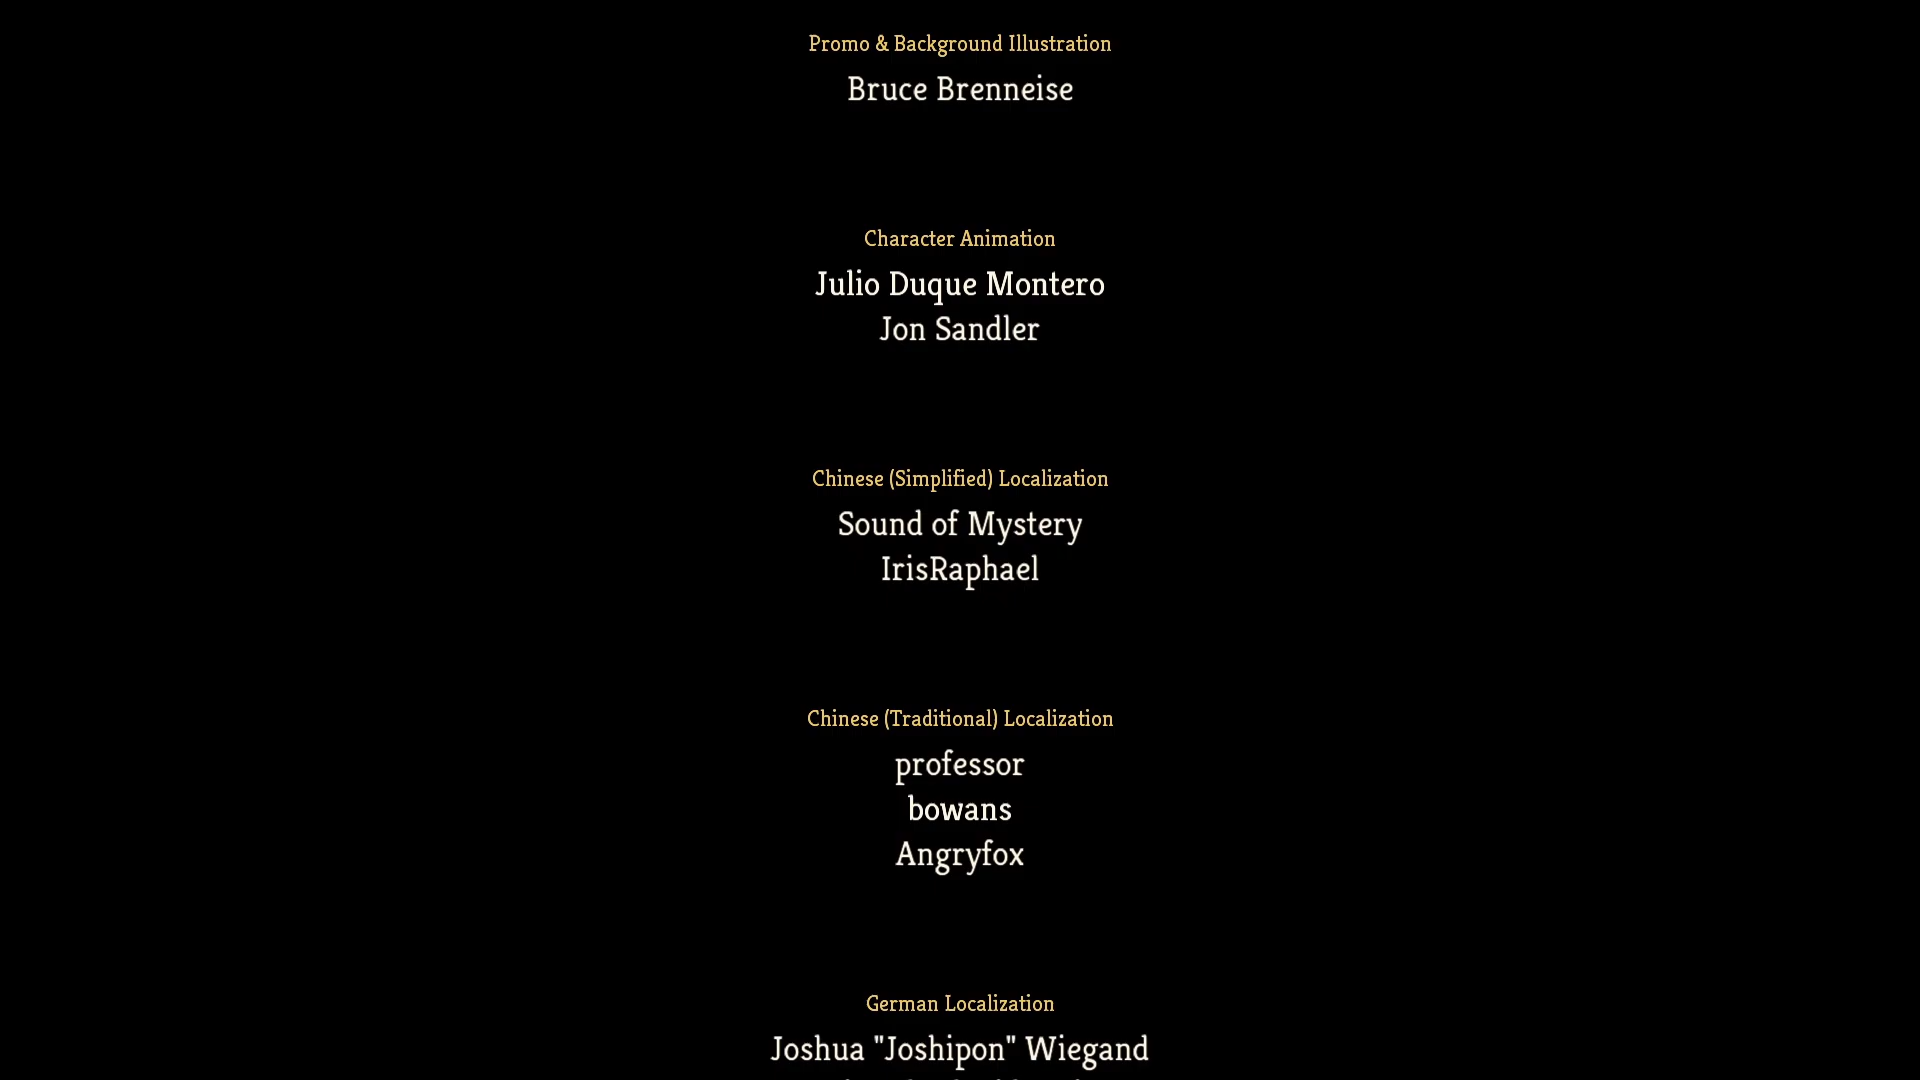 Promo & Background Illustration
Bruce Brenneise
Character Animation
Julio Duque Montero
Jon Sandler
Chinese (Simplified) Localization
Sound of Mystery
IrisRaphael
Chinese (Traditional) Localization
professor
bowans
Angryfox
German Localization
Joshua "Joshipon" Wiegand